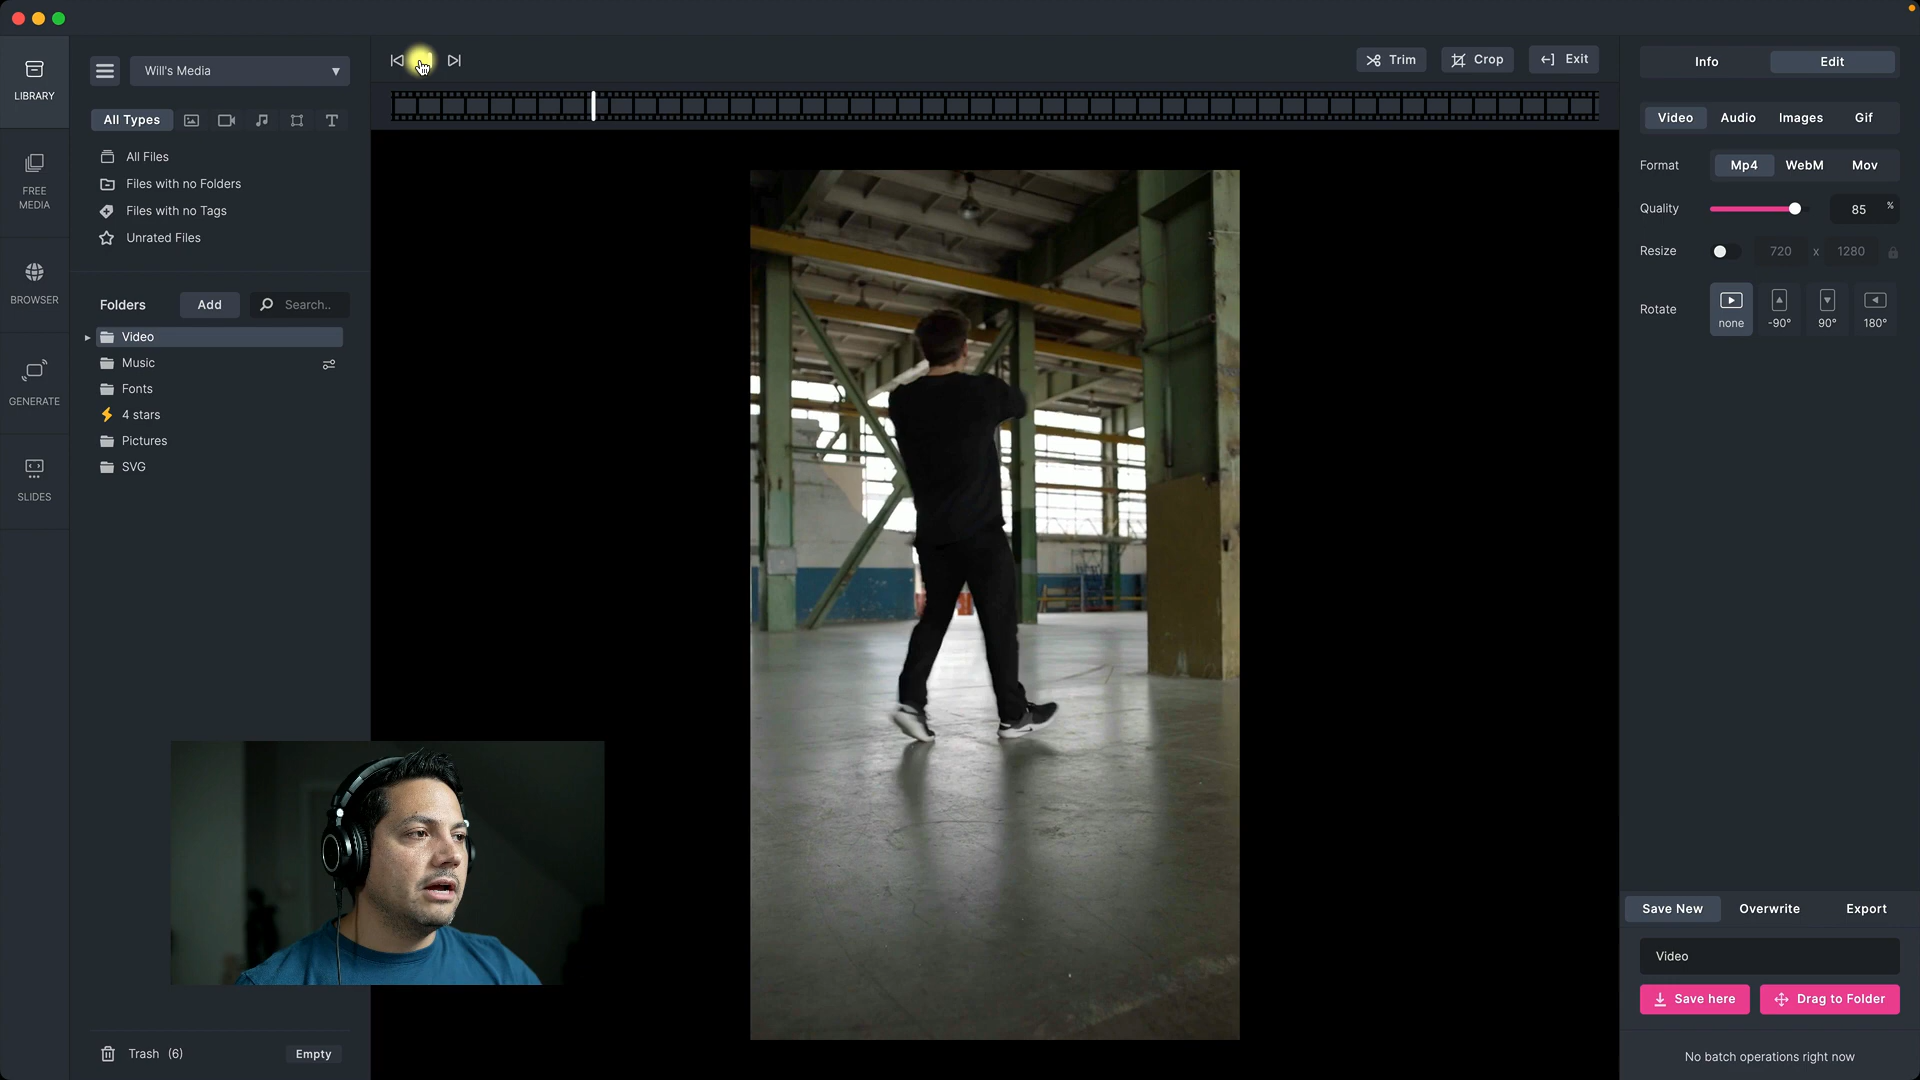 LIBRARY
FREE
MEDIA
BROWSER
GENERATE
SLIDES
Will's Media
All Types
All Files
Files with no Folders
Files with no Tags
Unrated Files
Folders
Add
Search..
Video
Music
Fonts
4 stars
Pictures
SVG
Trash (6)
Empty
Trim
Crop
Exit
Info
Edit
Video
Audio
Images
Gif
Format
Mp4
WebM
Mov
Quality
85 %
Resize
720 x 1280
Rotate
none
-90°
90°
180°
Save New
Overwrite
Export
Video
Save here
Drag to Folder
No batch operations right now